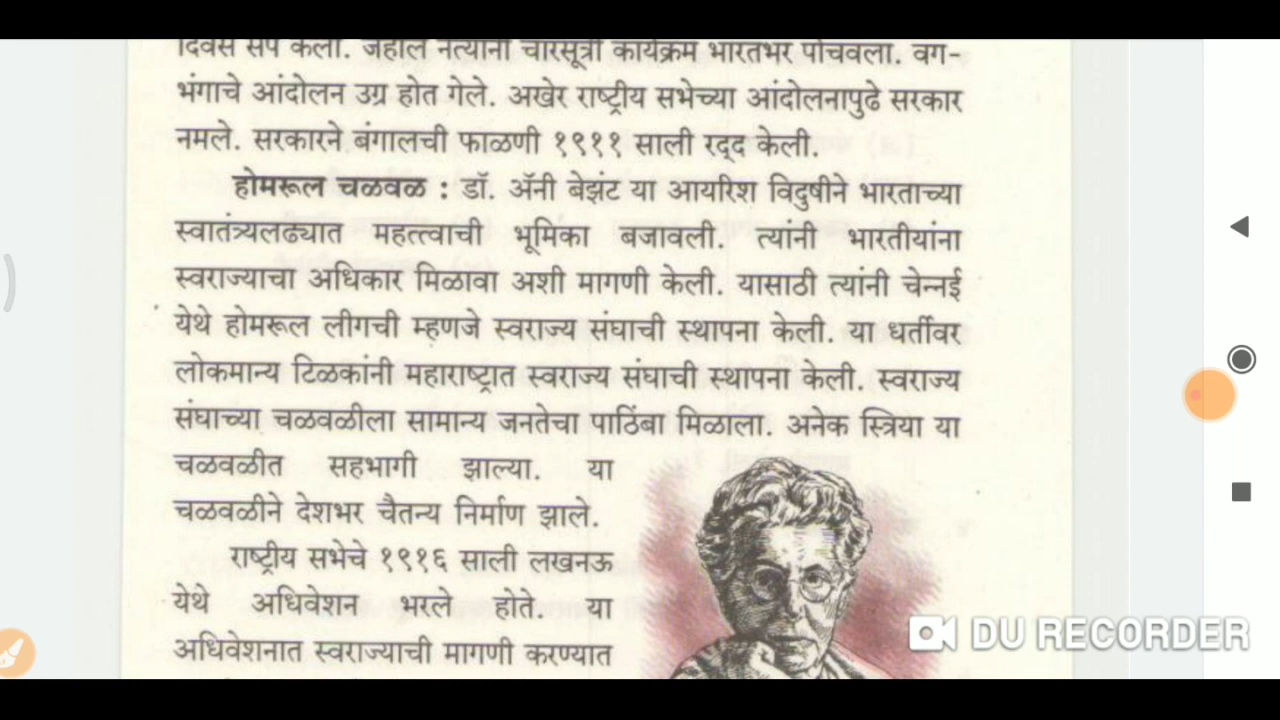 दिवस संप केला. जहाल नेत्यांनी चारसूत्री कार्यक्रम भारतभर पोचवला. वंग-
भंगाचे आंदोलन उग्र होत गेले. अखेर राष्ट्रीय सभेच्या आंदोलनापुढे सरकार
नमले. सरकारने बंगालची फाळणी १९११ साली रद्द केली.
होमरूल चळवळ : डॉ. ॲनी बेझंट या आयरिश विदुषीने भारताच्या
स्वातंत्र्यलढ्यात महत्त्वाची भूमिका बजावली. त्यांनी भारतीयांना
स्वराज्याचा अधिकार मिळावा अशी मागणी केली. यासाठी त्यांनी चेन्नई
येथे होमरूल लीगची म्हणजे स्वराज्य संघाची स्थापना केली. या धर्तीवर
लोकमान्य टिळकांनी महाराष्ट्रात स्वराज्य संघाची स्थापना केली. स्वराज्य
संघाच्या चळवळीला सामान्य जनतेचा पाठिंबा मिळाला. अनेक स्त्रिया या
चळवळीत सहभागी झाल्या. या
चळवळीने देशभर चैतन्य निर्माण झाले.
राष्ट्रीय सभेचे १९१६ साली लखनऊ
येथे अधिवेशन भरले होते. या
अधिवेशनात स्वराज्याची मागणी करण्यात
DU RECORDER